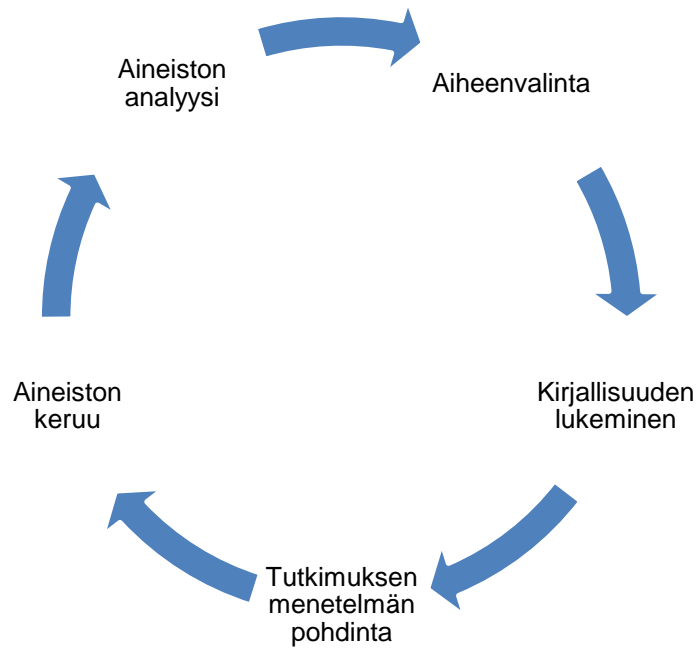 Aineiston
analyysi
Aiheenvalinta
Kirjallisuuden
lukeminen
Tutkimuksen
menetelmän
pohdinta
Aineiston
keruu